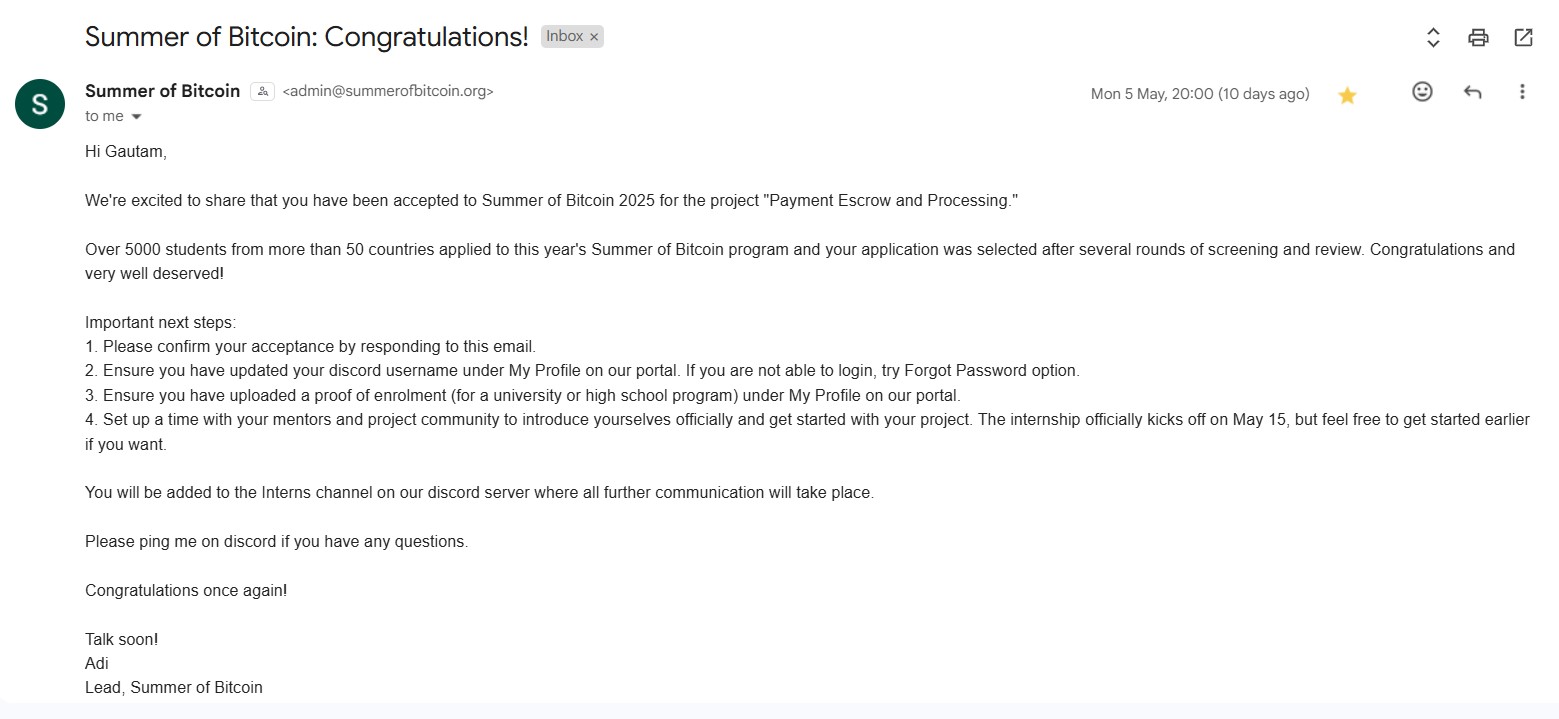 Summer of Bitcoin: Congratulations! Inbox ×
S
Summer of Bitcoin <admin@summerofbitcoin.org> Mon 5 May, 20:00 (10 days ago)
to me
Hi Gautam,
We're excited to share that you have been accepted to Summer of Bitcoin 2025 for the project "Payment Escrow and Processing."
Over 5000 students from more than 50 countries applied to this year's Summer of Bitcoin program and your application was selected after several rounds of screening and review. Congratulations and
very well deserved!
Important next steps:
1. Please confirm your acceptance by responding to this email.
2. Ensure you have updated your discord username under My Profile on our portal. If you are not able to login, try Forgot Password option.
3. Ensure you have uploaded a proof of enrolment (for a university or high school program) under My Profile on our portal.
4. Set up a time with your mentors and project community to introduce yourselves officially and get started with your project. The internship officially kicks off on May 15, but feel free to get started earlier
if you want.
You will be added to the Interns channel on our discord server where all further communication will take place.
Please ping me on discord if you have any questions.
Congratulations once again!
Talk soon!
Adi
Lead, Summer of Bitcoin